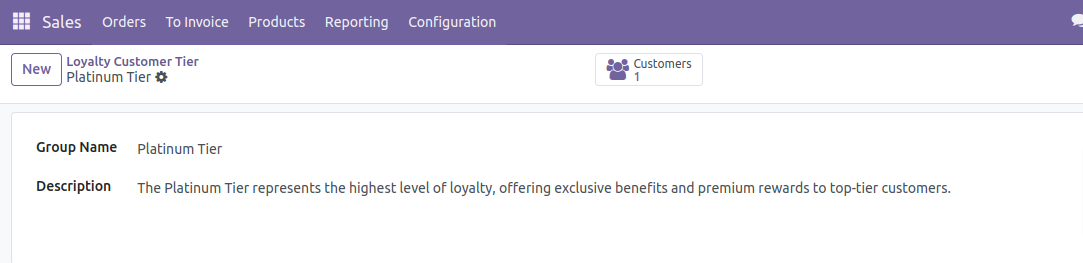 Sales Orders To Invoice Products Reporting Configuration
New
Loyalty Customer Tier
Platinum Tier
Customers
1
Group Name Platinum Tier
Description The Platinum Tier represents the highest level of loyalty, offering exclusive benefits and premium rewards to top-tier customers.